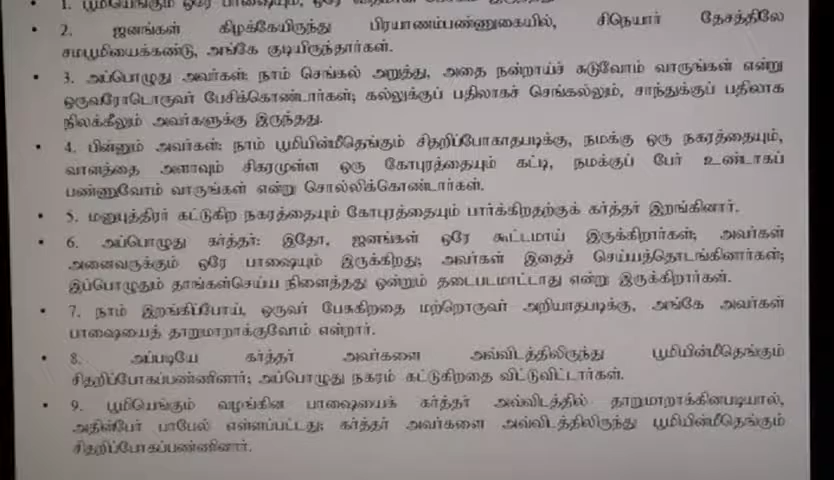 1. பூமியெங்கும் ஒரே பாஷையும், ஒரே
2. ஜனங்கள் கிழக்கேயிருந்து பிரயாணம்பண்ணுகையில், சிநெயார் தேசத்திலே
சமபூமியைக்கண்டு, அங்கே குடியிருந்தார்கள்.
3. அப்பொழுது அவர்கள்: நாம் செங்கல் அறுத்து, அதை நன்றாய்ச் சுடுவோம் வாருங்கள் என்று
ஒருவரோடொருவர் பேசிக்கொண்டார்கள்; கல்லுக்குப் பதிலாகச் செங்கல்லும், சாந்துக்குப் பதிலாக
நிலக்கீலும் அவர்களுக்கு இருந்தது.
4. பின்னும் அவர்கள்: நாம் பூமியின்மீதெங்கும் சிதறிப்போகாதபடிக்கு, நமக்கு ஒரு நகரத்தையும்,
வானத்தை அளாவும் சிகரமுள்ள ஒரு கோபுரத்தையும் கட்டி, நமக்குப் பேர் உண்டாகப்
பண்ணுவோம் வாருங்கள் என்று சொல்லிக்கொண்டார்கள்.
5. மனுபுத்திரர் கட்டுகிற நகரத்தையும் கோபுரத்தையும் பார்க்கிறதற்குக் கர்த்தர் இறங்கினார்.
6. அப்பொழுது கர்த்தர்: இதோ, ஜனங்கள் ஒரே கூட்டமாய் இருக்கிறார்கள்; அவர்கள்
அனைவருக்கும் ஒரே பாஷையும் இருக்கிறது; அவர்கள் இதைச் செய்யத்தொடங்கினார்கள்;
இப்பொழுதும் தாங்கள்செய்ய நினைத்தது ஒன்றும் தடைபடமாட்டாது என்று இருக்கிறார்கள்.
7. நாம் இறங்கிப்போய், ஒருவர் பேசுகிறதை மற்றொருவர் அறியாதபடிக்கு, அங்கே அவர்கள்
பாஷையைத் தாறுமாறாக்குவோம் என்றார்.
8. அப்படியே கர்த்தர் அவர்களை அவ்விடத்திலிருந்து பூமியின்மீதெங்கும்
சிதறிப்போகப்பண்ணினார்; அப்பொழுது நகரம் கட்டுகிறதை விட்டுவிட்டார்கள்.
9. பூமியெங்கும் வழங்கின பாஷையைக் கர்த்தர் அவ்விடத்தில் தாறுமாறாக்கினபடியால்,
அதின்பேர் பாபேல் என்னப்பட்டது; கர்த்தர் அவர்களை அவ்விடத்திலிருந்து பூமியின்மீதெங்கும்
சிதறிப்போகப்பண்ணினார்.